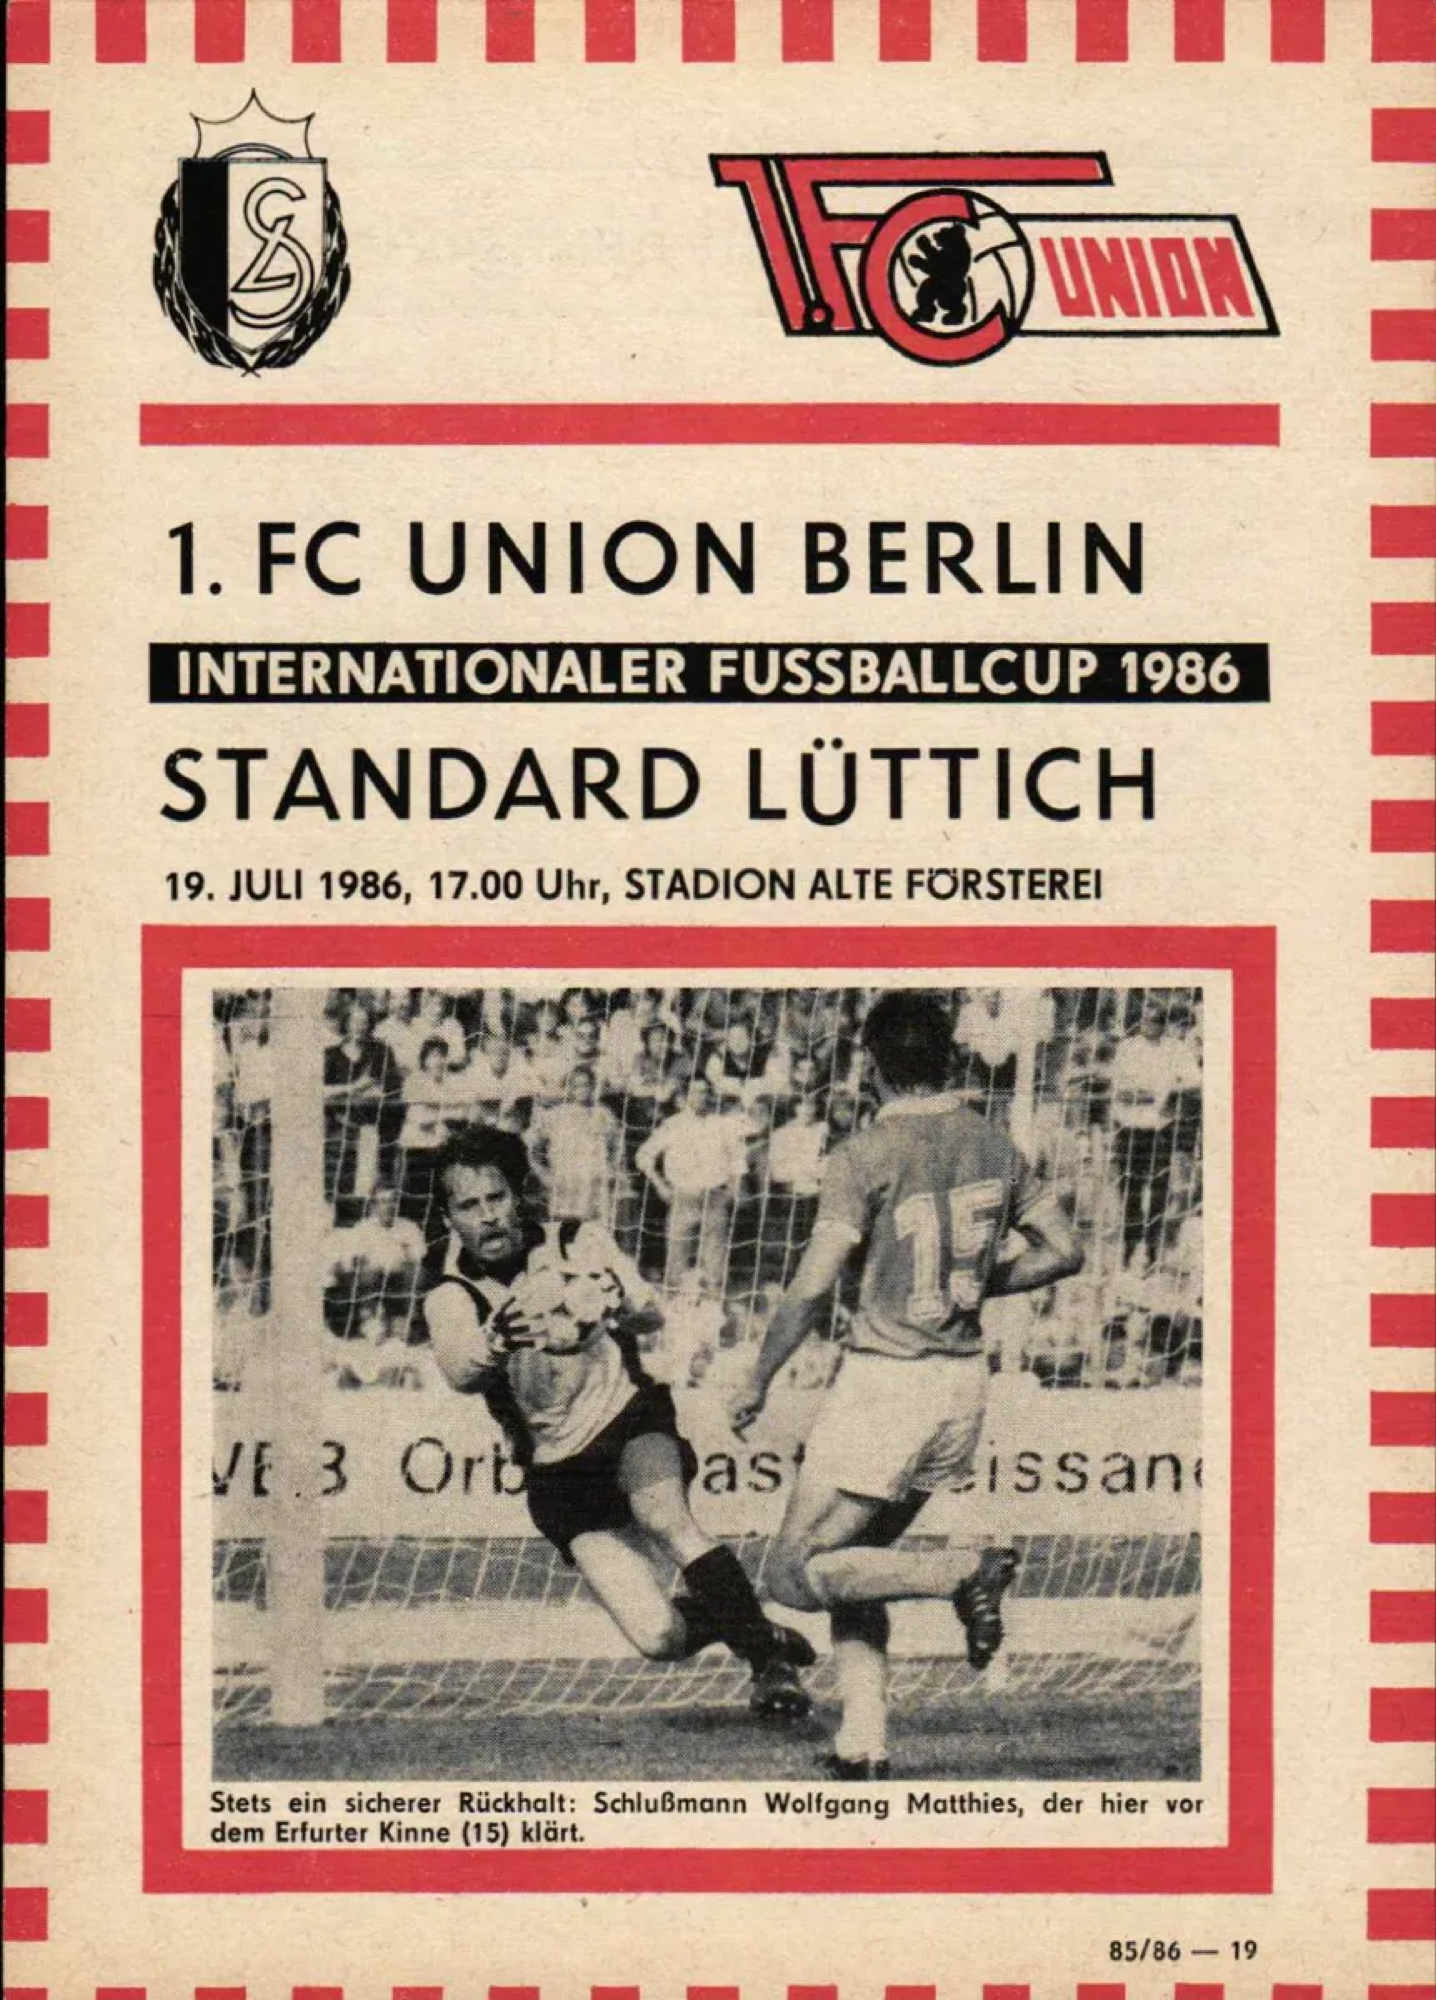 1.FC UNION
1. FC UNION BERLIN
INTERNATIONALER FUSSBALLCUP 1986
STANDARD LÜTTICH
19. JULI 1986, 17.00 Uhr, STADION ALTE FÖRSTEREI
15
VEB
Stets ein sicherer Rückhalt: Schlußmann Wolfgang Matthies, der hier vor
dem Erfurter Kinne (15) klärt.
85/86 — 19